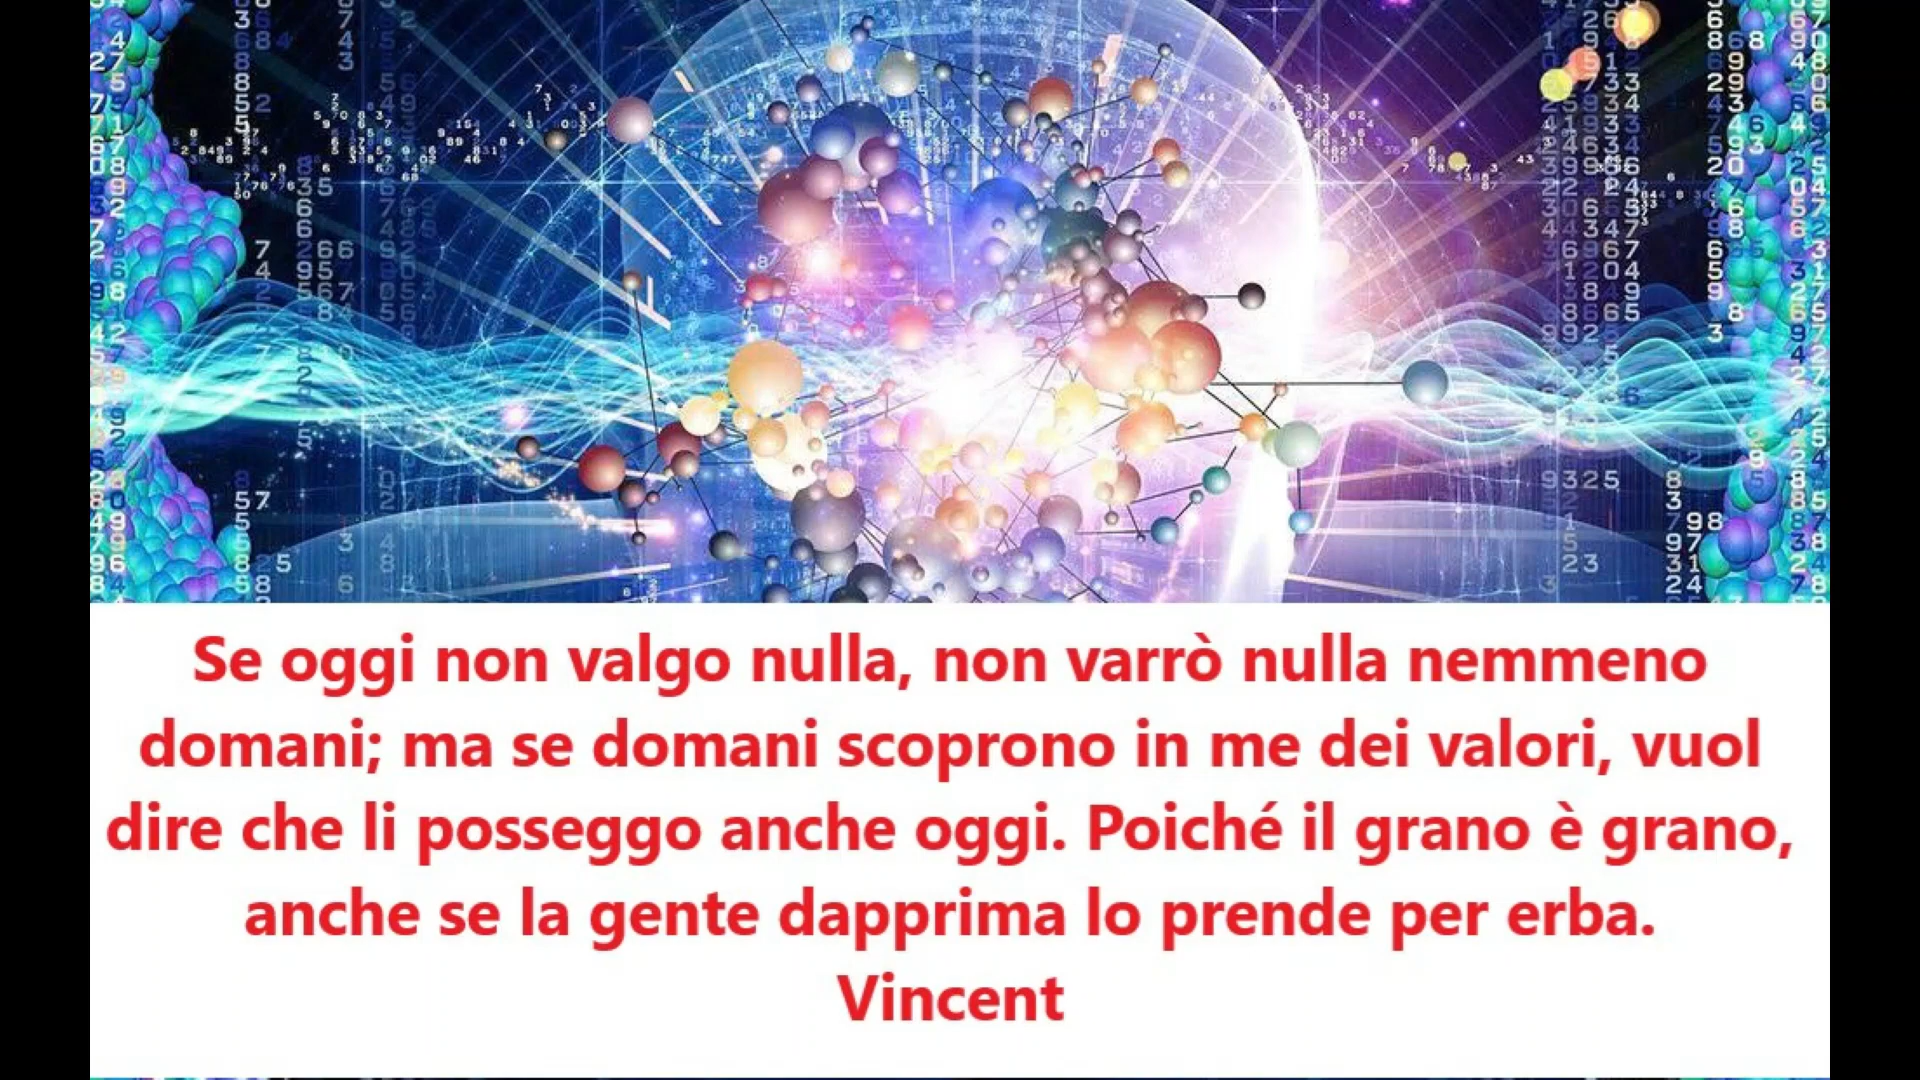 Se oggi non valgo nulla, non varrò nulla nemmeno
domani; ma se domani scoprono in me dei valori, vuol
dire che li posseggo anche oggi. Poiché il grano è grano,
anche se la gente dapprima lo prende per erba.
Vincent